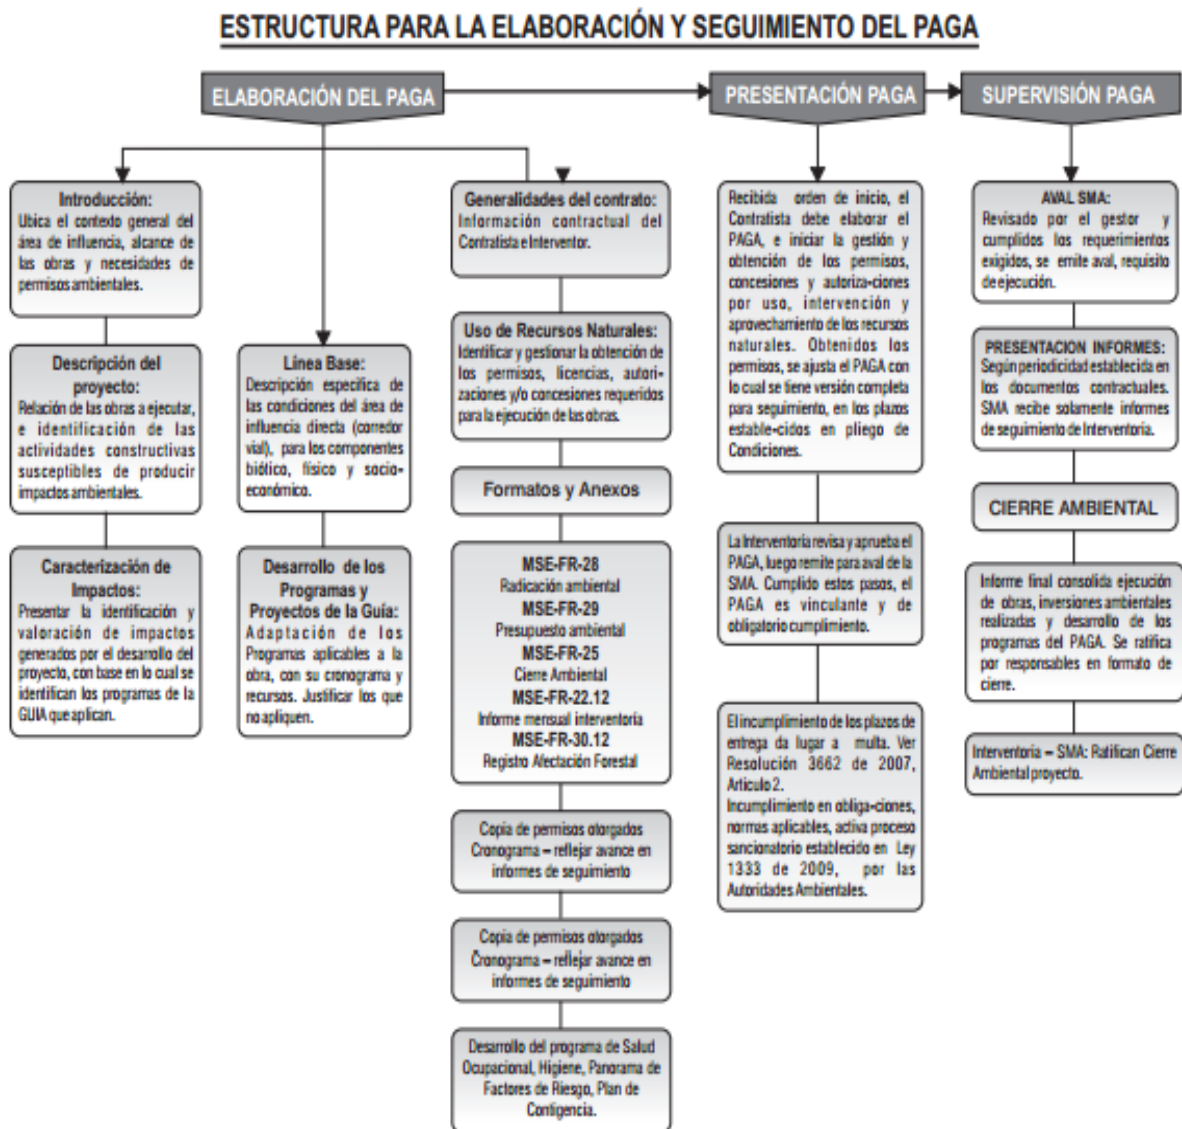 ESTRUCTURA PARA LA ELABORACIÓN Y SEGUIMIENTO DEL PAGA
ELABORACIÓN DEL PAGA
PRESENTACIÓN PAGA
SUPERVISIÓN PAGA
Introducción:
Ubica el contexto general del
área de influencia, alcance de
las obras y necesidades de
permisos ambientales.
Descripción del
proyecto:
Relación de las obras a ejecutar,
e identificación de las
actividades constructivas
susceptibles de producir
impactos ambientales.
Caracterización de
Impactos:
Presentar la identificación y
valoración de impactos
generados por el desarrollo del
proyecto, con base en lo cual se
identifican los programas de la
GUIA que aplican.
Línea Base:
Descripción especifica de
las condiciones del área de
influencia directa (corredor
vial), para los componentes
biótico, físico y socio-
económico.
Desarrollo de los
Programas y
Proyectos de la Guía:
Adaptación de los
Programas aplicables a la
obra, con su cronograma y
recursos. Justificar los que
no apliquen.
Generalidades del contrato:
Información contractual del
Contratista e Interventor.
Uso de Recursos Naturales:
Identificar y gestionar la obtención de
los permisos, licencias, autori-
zaciones y/o concesiones requeridos
para la ejecución de las obras.
Formatos y Anexos
MSE-FR-28
Radicación ambiental
MSE-FR-29
Presupuesto ambiental
MSE-FR-25
Cierre Ambiental
MSE-FR-22.12
Informe mensual interventoría
MSE-FR-30.12
Registro Afectación Forestal
Copia de permisos otorgados
Cronograma – reflejar avance en
informes de seguimiento
Copia de permisos otorgados
Cronograma – reflejar avance en
informes de seguimiento
Desarrollo del programa de Salud
Ocupacional, Higiene, Panorama de
Factores de Riesgo, Plan de
Contigencia.
Recibida orden de inicio, el
Contratista debe elaborar el
PAGA, e iniciar la gestión y
obtención de los permisos,
concesiones y autoriza-ciones
por uso, intervención y
aprovechamiento de los recursos
naturales. Obtenidos los
permisos, se ajusta el PAGA con
lo cual se tiene versión completa
para seguimiento, en los plazos
estable-cidos en pliego de
Condiciones.
La Interventoría revisa y aprueba el
PAGA, luego remite para aval de la
SMA. Cumplido estos pasos, el
PAGA es vinculante y de
obligatorio cumplimiento.
El incumplimiento de los plazos de
entrega da lugar a multa. Ver
Resolución 3662 de 2007,
Artículo 2.
Incumplimiento en obliga-ciones,
normas aplicables, activa proceso
sancionatorio establecido en Ley
1333 de 2009, por las
Autoridades Ambientales.
AVAL SMA:
Revisado por el gestor y
cumplidos los requerimientos
exigidos, se emite aval, requisito
de ejecución.
PRESENTACION INFORMES:
Según periodicidad establecida en
los documentos contractuales.
SMA recibe solamente informes
de seguimiento de Interventoría.
CIERRE AMBIENTAL
Informe final consolida ejecución
de obras, inversiones ambientales
realizadas y desarrollo de los
programas del PAGA. Se ratifica
por responsables en formato de
cierre.
Interventoria – SMA: Ratifican Cierre
Ambiental proyecto.